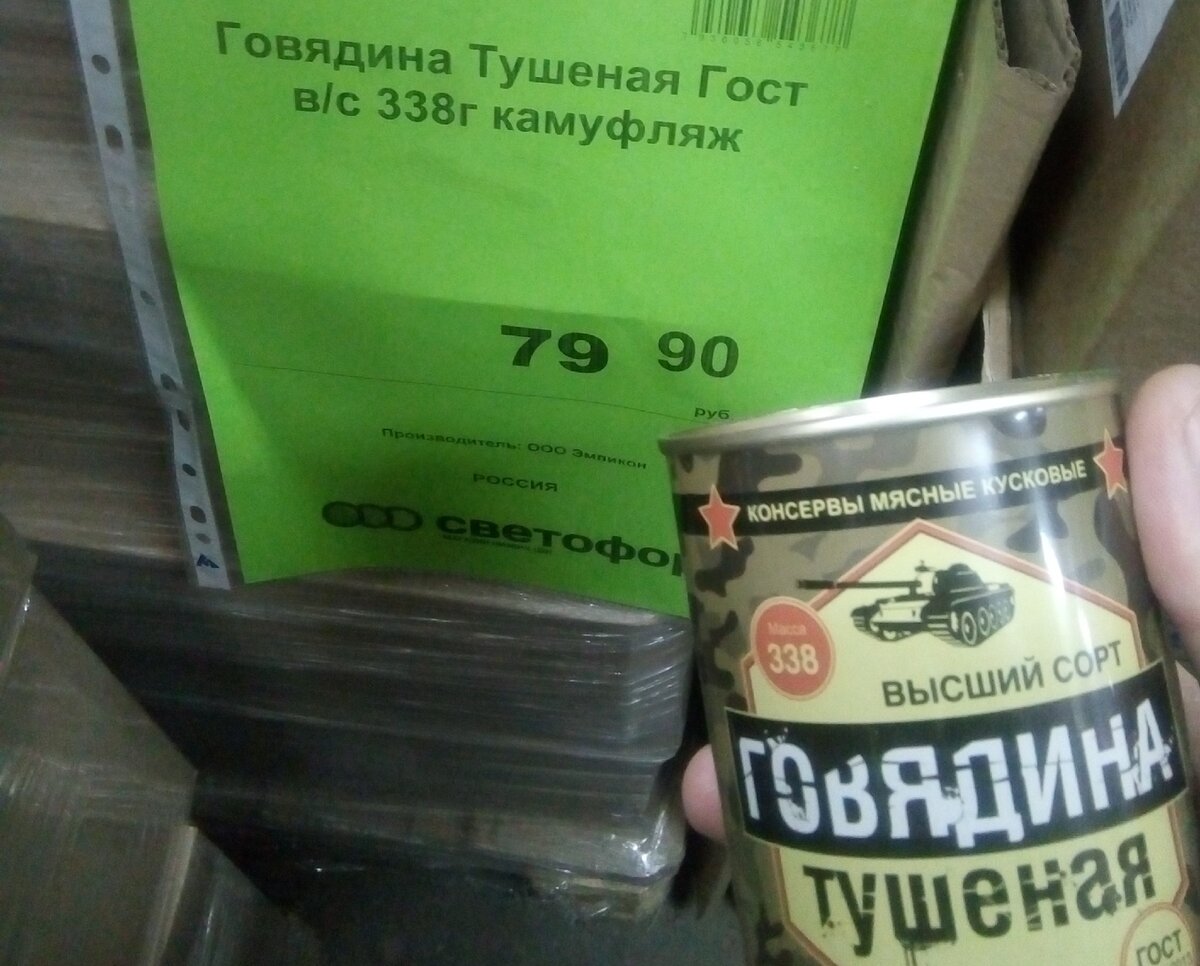 Говядина Тушеная Гост
в/с 338г камуфляж
79 90
руб
Производитель: ООО Эмпикон
РОССИЯ
светофор
КОНСЕРВЫ МЯСНЫЕ КУСКОВЫЕ
Масса
338
ВЫСШИЙ СОРТ
ГОВЯДИНА
Тушеная
ГОСТ